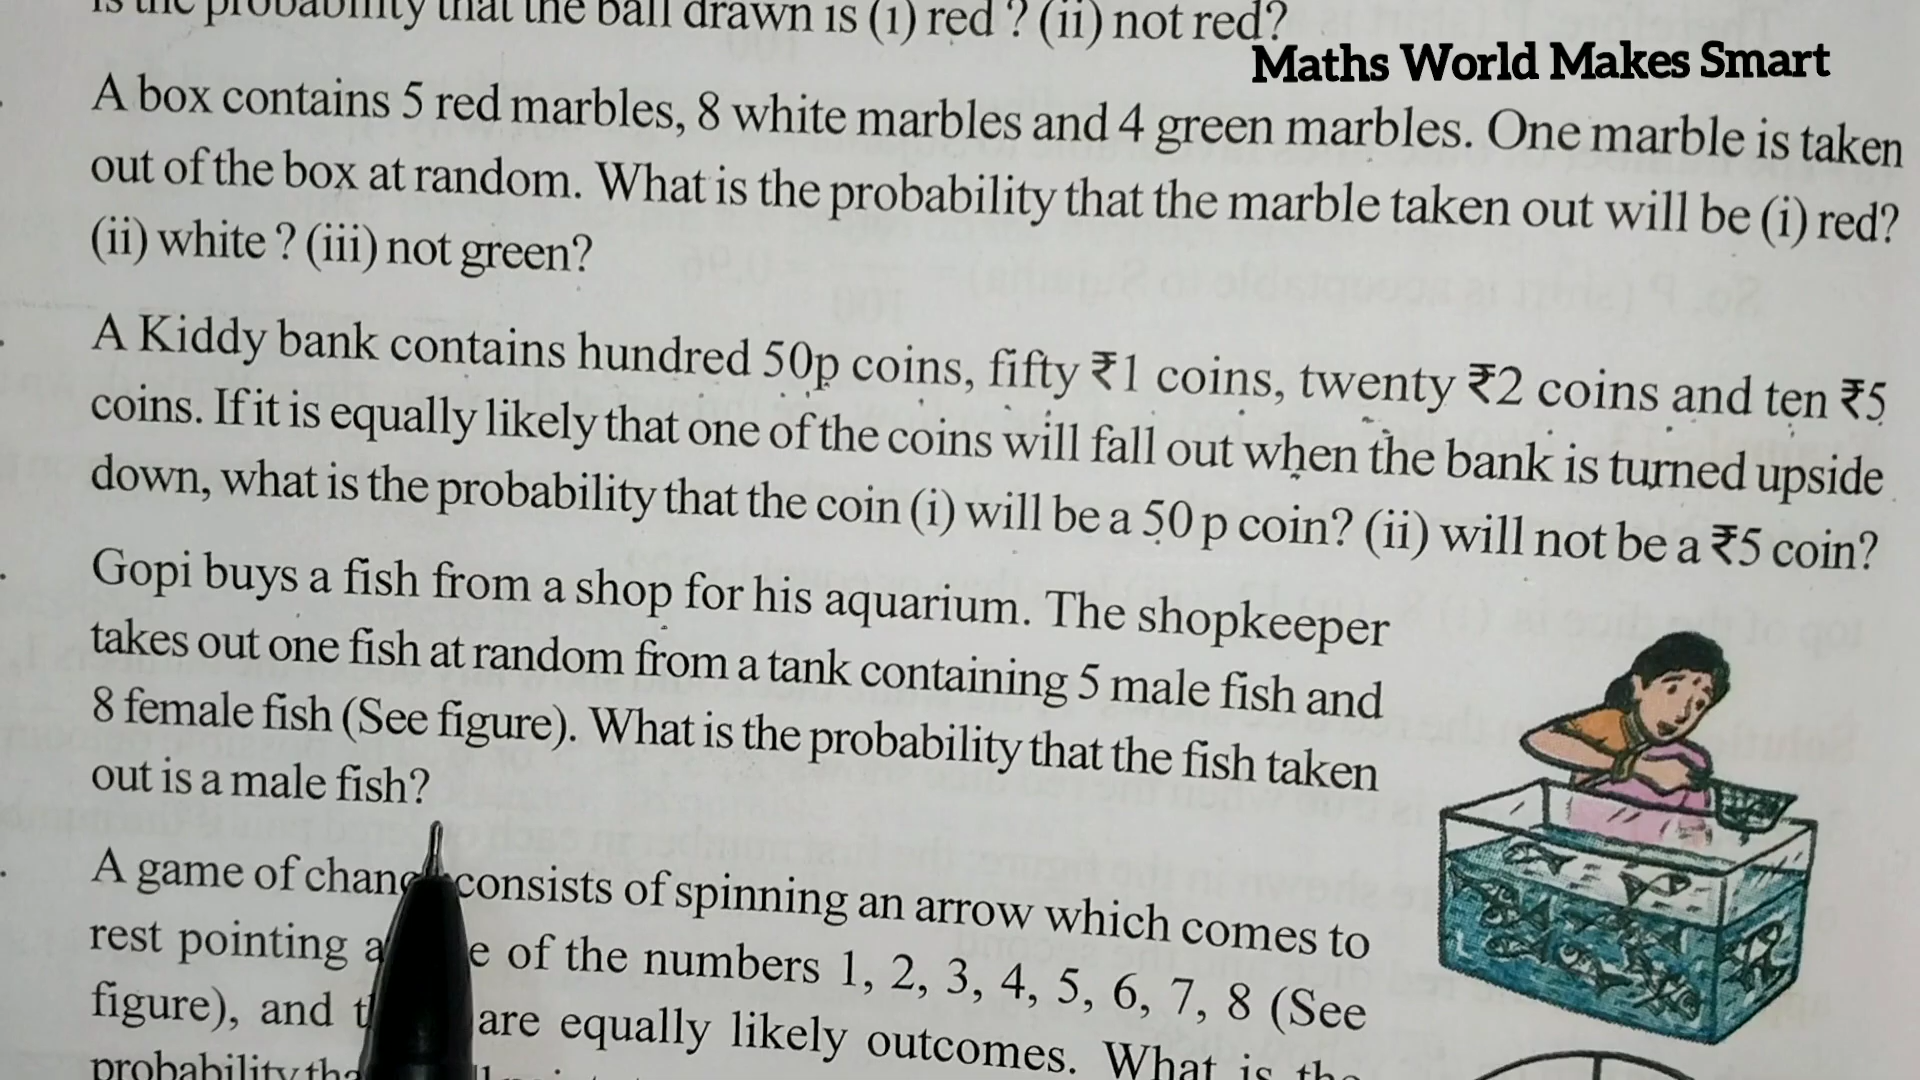 is the probability that the ball drawn is (i) red ? (ii) not red?
Maths World Makes Smart
A box contains 5 red marbles, 8 white marbles and 4 green marbles. One marble is taken
out of the box at random. What is the probability that the marble taken out will be (i) red?
(ii) white ? (iii) not green?
A Kiddy bank contains hundred 50p coins, fifty ₹1 coins, twenty ₹2 coins and ten ₹5
coins. If it is equally likely that one of the coins will fall out when the bank is turned upside
down, what is the probability that the coin (i) will be a 50 p coin? (ii) will not be a ₹5 coin?
Gopi buys a fish from a shop for his aquarium. The shopkeeper
takes out one fish at random from a tank containing 5 male fish and
8 female fish (See figure). What is the probability that the fish taken
out is a male fish?
A game of chance consists of spinning an arrow which comes to
rest pointing a e of the numbers 1, 2, 3, 4, 5, 6, 7, 8 (See
figure), and are equally likely outcomes. What is the
probability